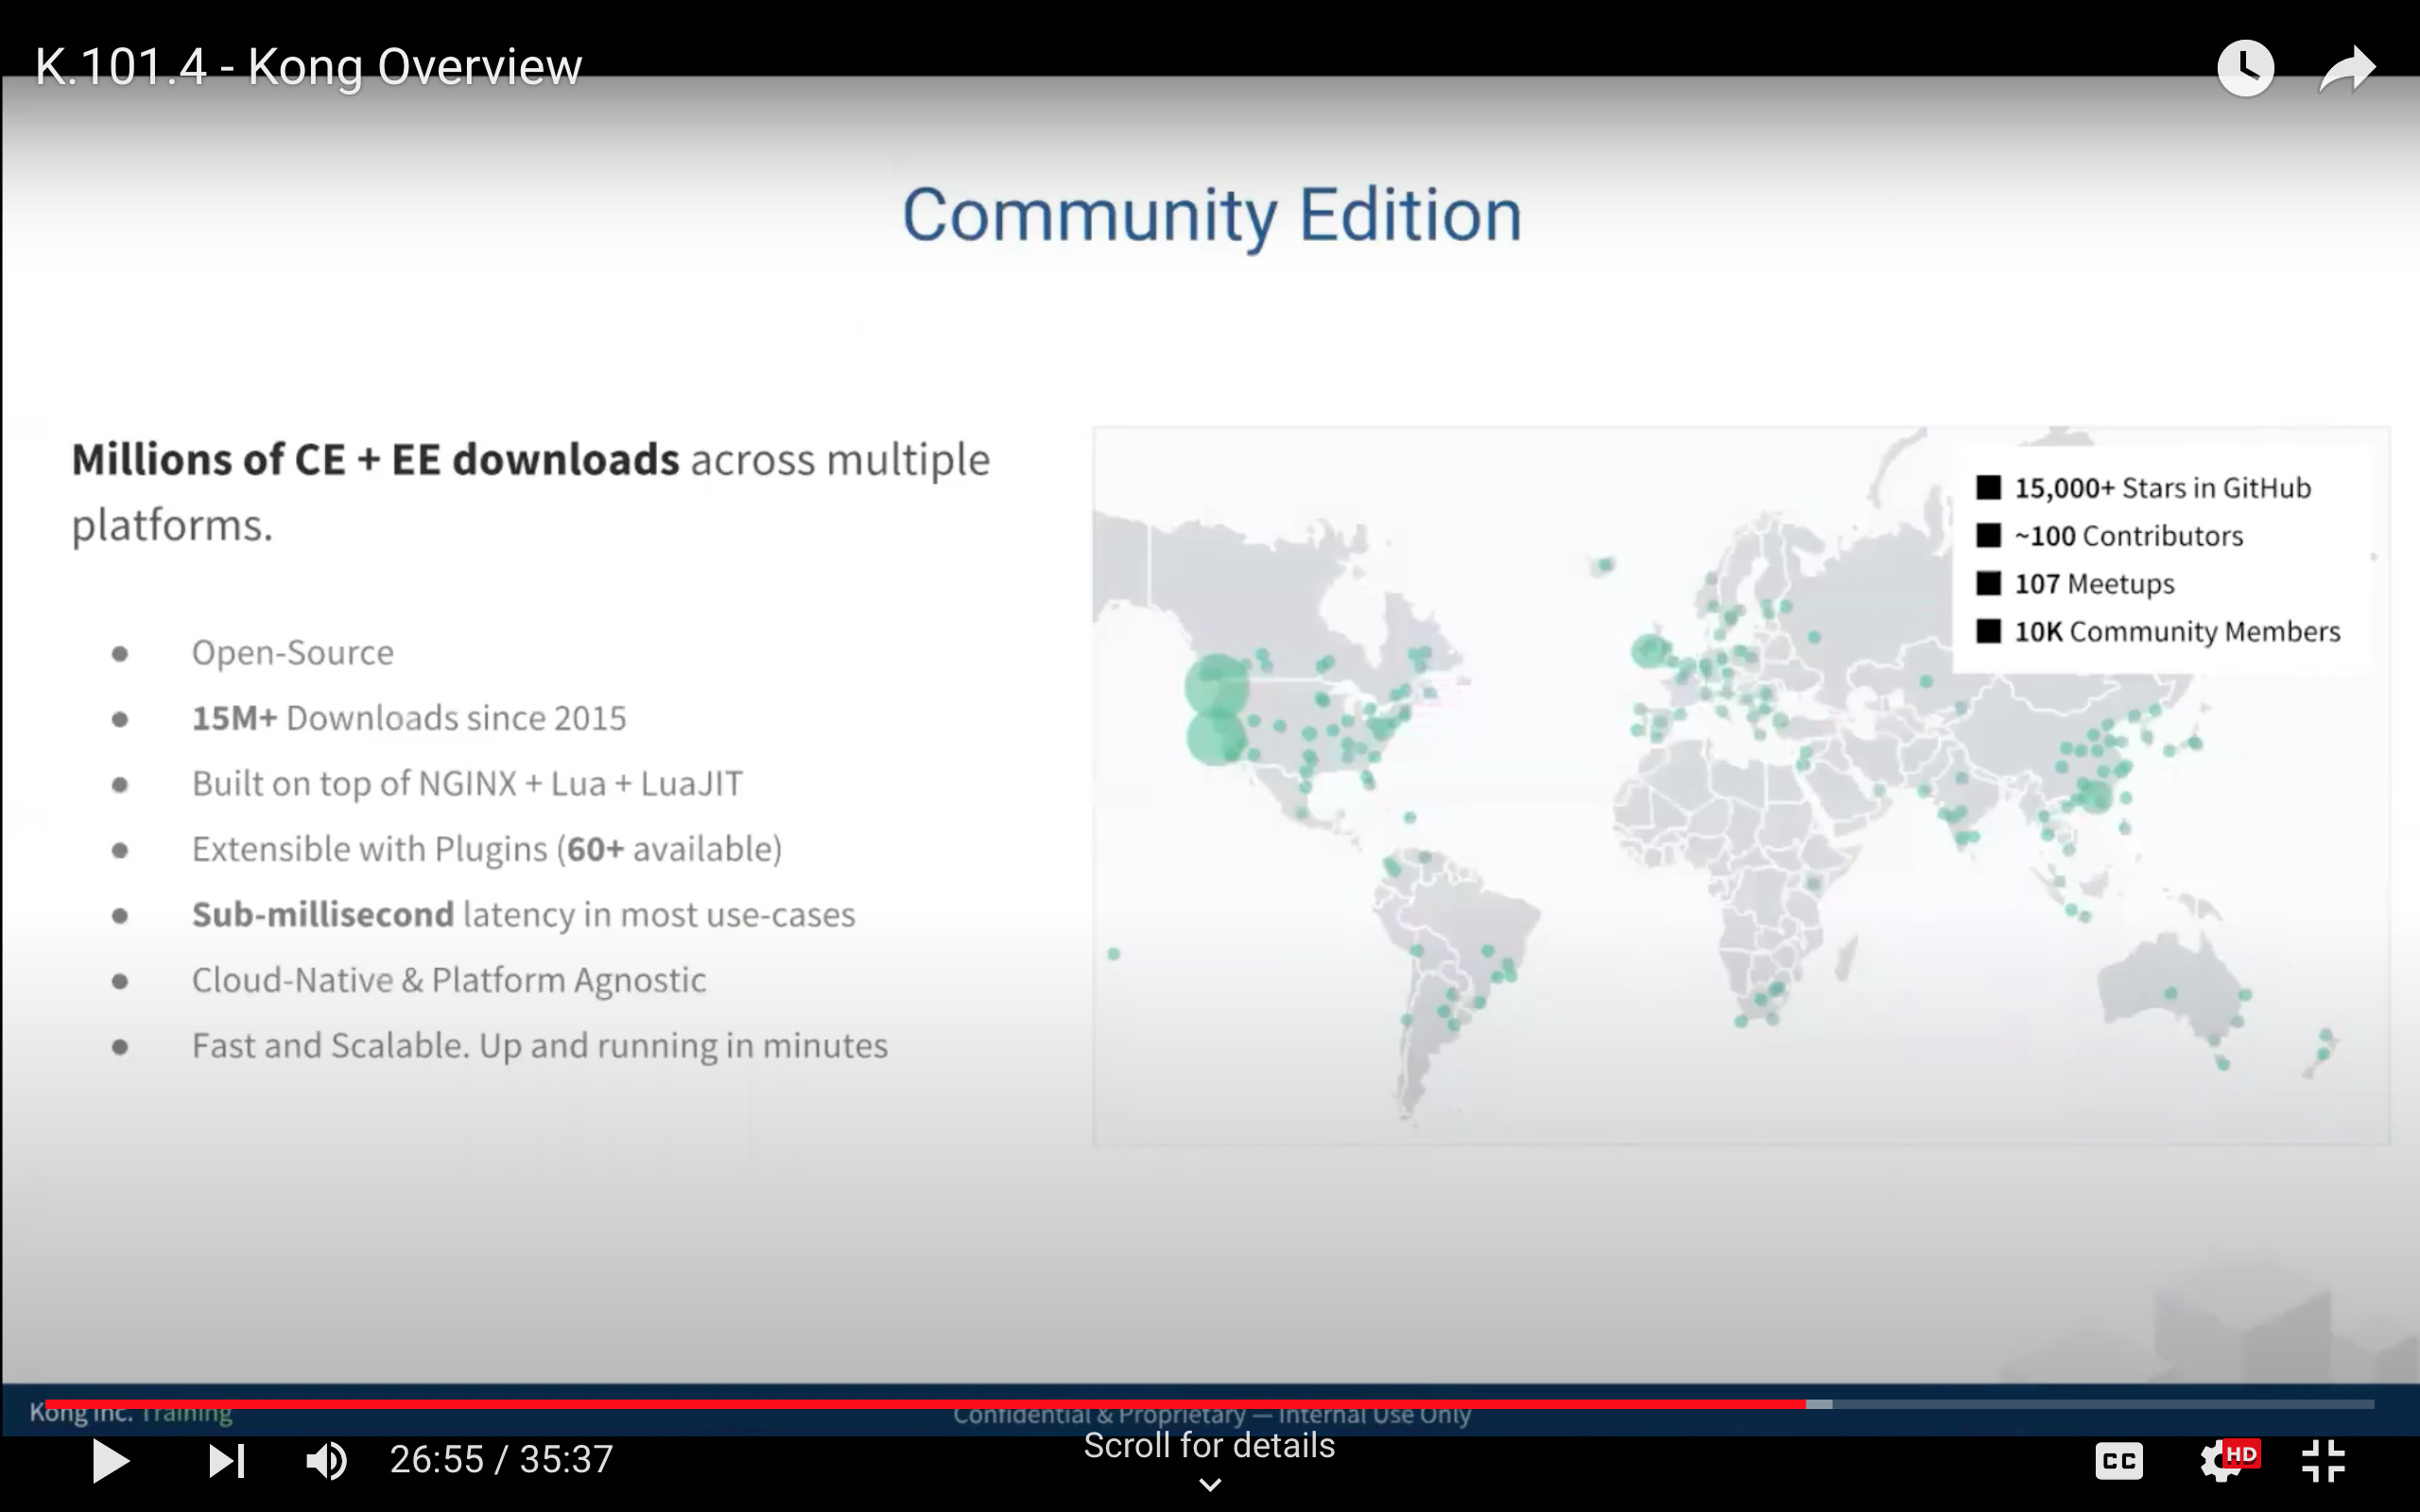 K.101.4 - Kong Overview
Community Edition
Millions of CE + EE downloads across multiple
platforms.
● Open-Source
● 15M+ Downloads since 2015
● Built on top of NGINX + Lua + LuaJIT
● Extensible with Plugins (60+ available)
● Sub-millisecond latency in most use-cases
● Cloud-Native & Platform Agnostic
● Fast and Scalable. Up and running in minutes
■ 15,000+ Stars in GitHub
■ ~100 Contributors
■ 107 Meetups
■ 10K Community Members
Kong Inc. Training
Confidential & Proprietary — Internal Use Only
Scroll for details
26:55 / 35:37
CC
HD